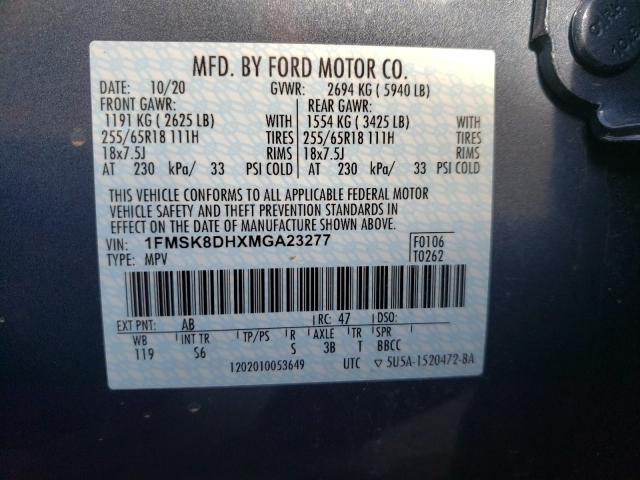 MFD. BY FORD MOTOR CO.
DATE: 10/20 GVWR: 2694 KG ( 5940 LB)
FRONT GAWR: REAR GAWR:
1191 KG ( 2625 LB) WITH 1554 KG ( 3425 LB) WITH
255/65R18 111H TIRES 255/65R18 111H TIRES
18x7.5J RIMS 18x7.5J RIMS
AT 230 kPa/ 33 PSI COLD AT 230 kPa/ 33 PSI COLD
THIS VEHICLE CONFORMS TO ALL APPLICABLE FEDERAL MOTOR
VEHICLE SAFETY AND THEFT PREVENTION STANDARDS IN
EFFECT ON THE DATE OF MANUFACTURE SHOWN ABOVE.
VIN: 1FMSK8DHXMGA23277 F0106
TYPE: MPV T0262
EXT PNT: AB RC: 47 DSO:
WB INT TR TP/PS R AXLE TR SPR
119 S6 S 3B T BBCC
1202010053649 UTC ▽ 5U5A-1520472-BA